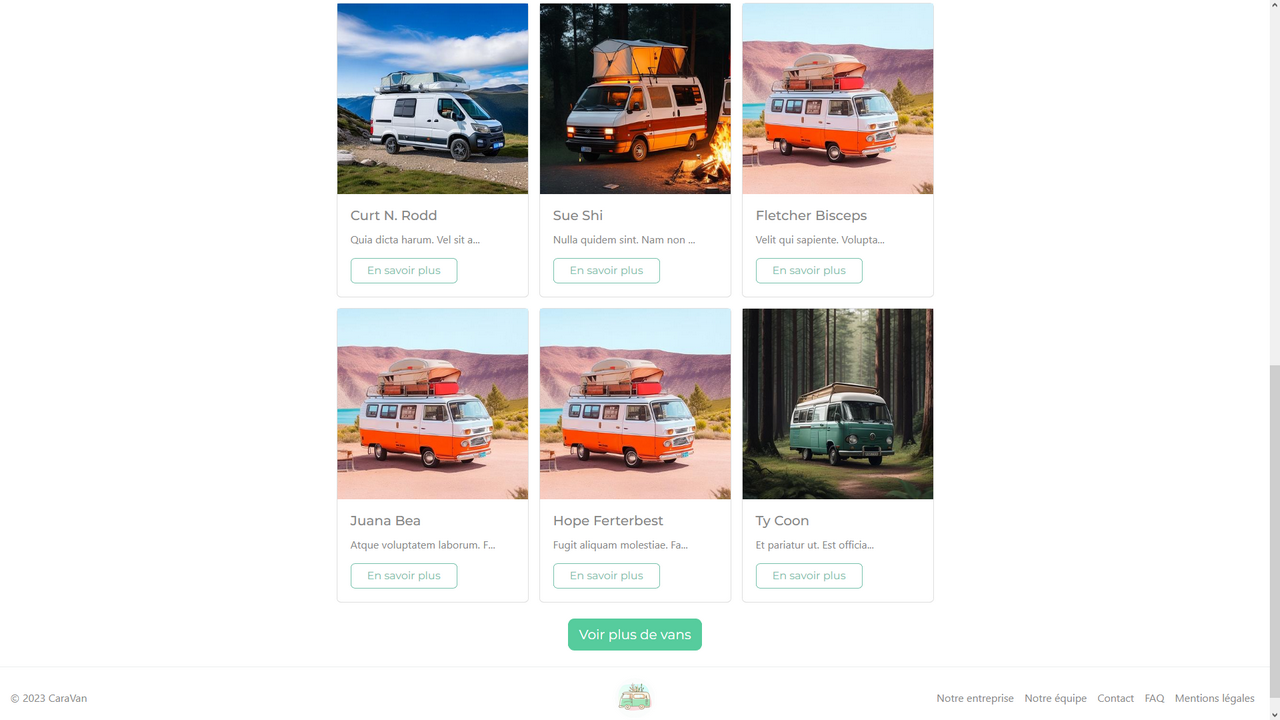 Curt N. Rodd
Quia dicta harum. Vel sit a...
En savoir plus
Sue Shi
Nulla quidem sint. Nam non ...
En savoir plus
Fletcher Bisceps
Velit qui sapiente. Volupta...
En savoir plus
Juana Bea
Atque voluptatem laborum. F...
En savoir plus
Hope Ferterbest
Fugit aliquam molestiae. Fa...
En savoir plus
Ty Coon
Et pariatur ut. Est officia...
En savoir plus
Voir plus de vans
© 2023 CaraVan
Notre entreprise Notre équipe Contact FAQ Mentions légales